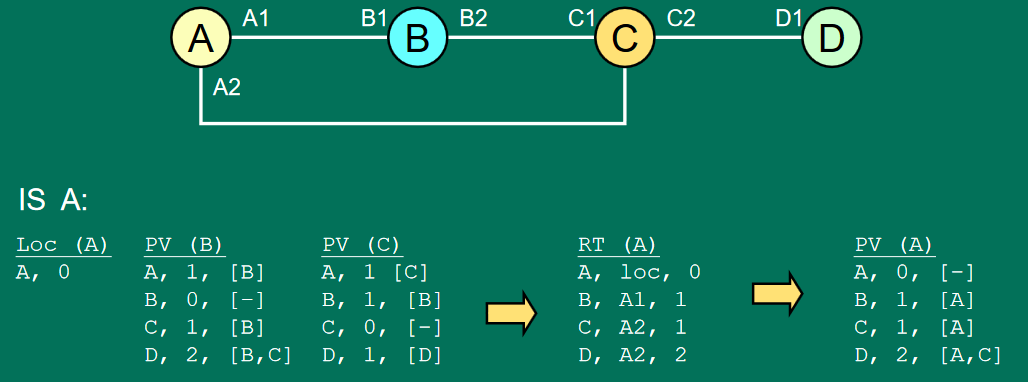 A1 B1 B2 C1 C2 D1
A B C D
A2
IS A:
Loc (A) PV (B) PV (C) RT (A) PV (A)
A, 0 A, 1, [B] A, 1 [C] A, loc, 0 A, 0, [-]
B, 0, [-] B, 1, [B] B, A1, 1 B, 1, [A]
C, 1, [B] C, 0, [-] C, A2, 1 C, 1, [A]
D, 2, [B,C] D, 1, [D] D, A2, 2 D, 2, [A,C]